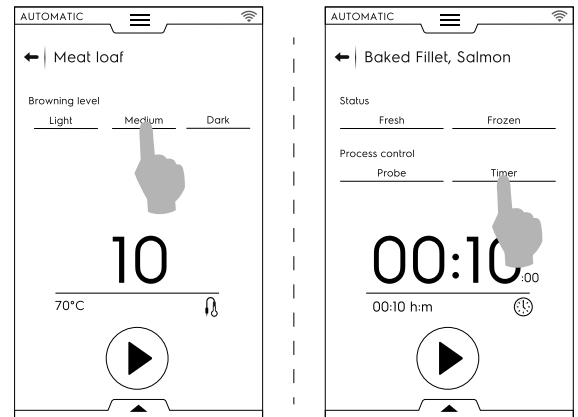 AUTOMATIC
Meat loaf
Browning level
Light Medium Dark
10
70°C
AUTOMATIC
Baked Fillet, Salmon
Status
Fresh Frozen
Process control
Probe Timer
00:10:00
00:10 h:m